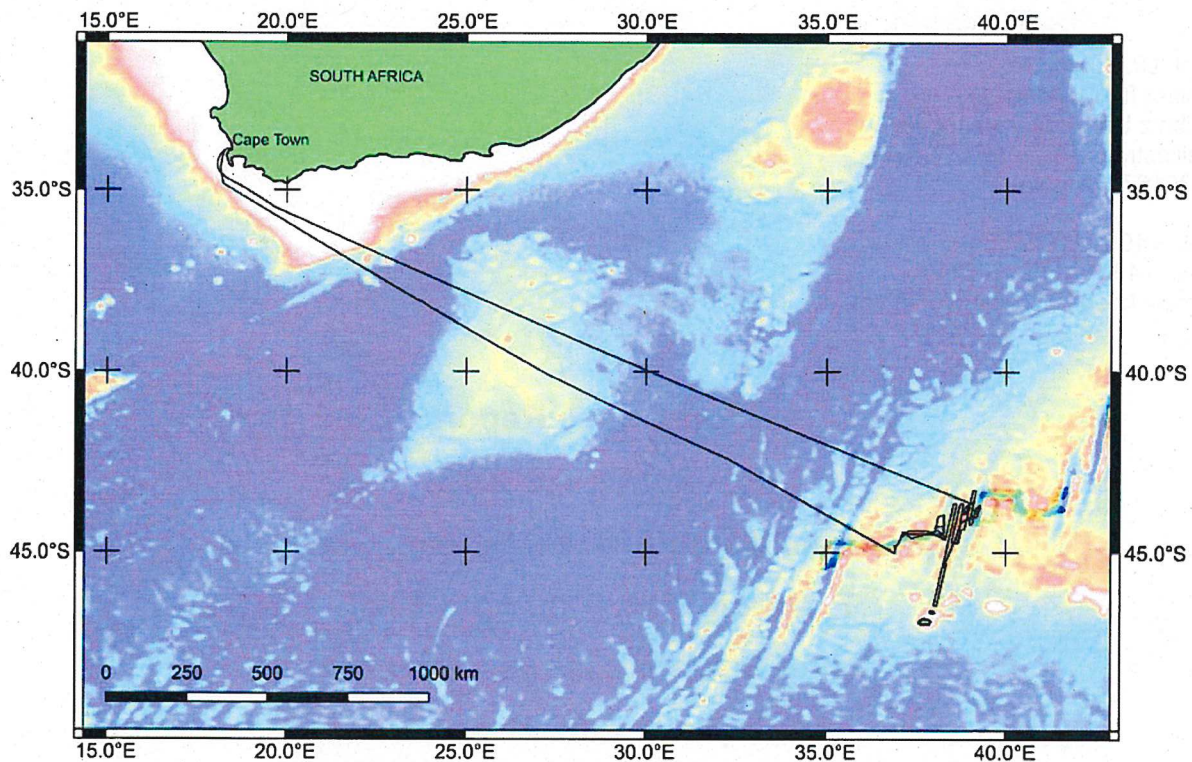 15.0°E 20.0°E 25.0°E 30.0°E 35.0°E 40.0°E
SOUTH AFRICA
Cape Town
35.0°S 35.0°S
40.0°S 40.0°S
45.0°S 45.0°S
0 250 500 750 1000 km
15.0°E 20.0°E 25.0°E 30.0°E 35.0°E 40.0°E